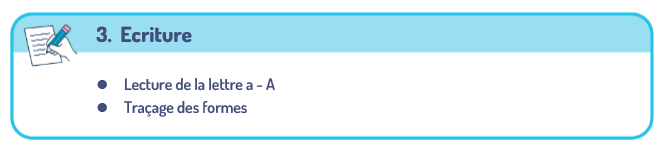 3. Ecriture
Lecture de la lettre a - A
Traçage des formes